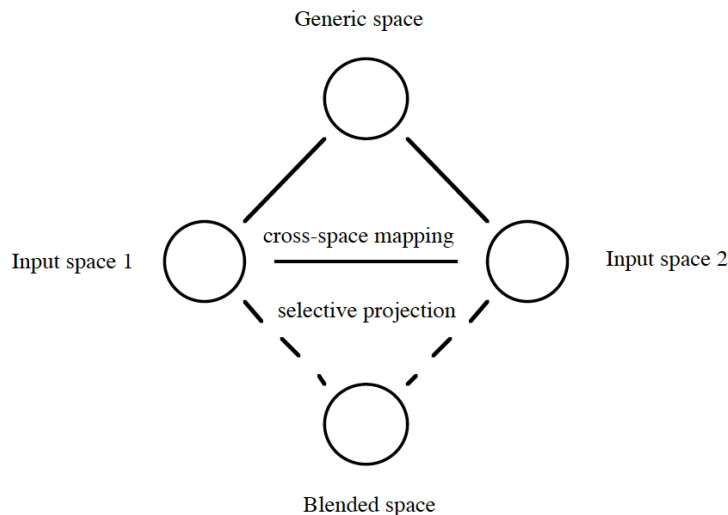 Generic space
cross-space mapping
Input space 1
Input space 2
selective projection
Blended space